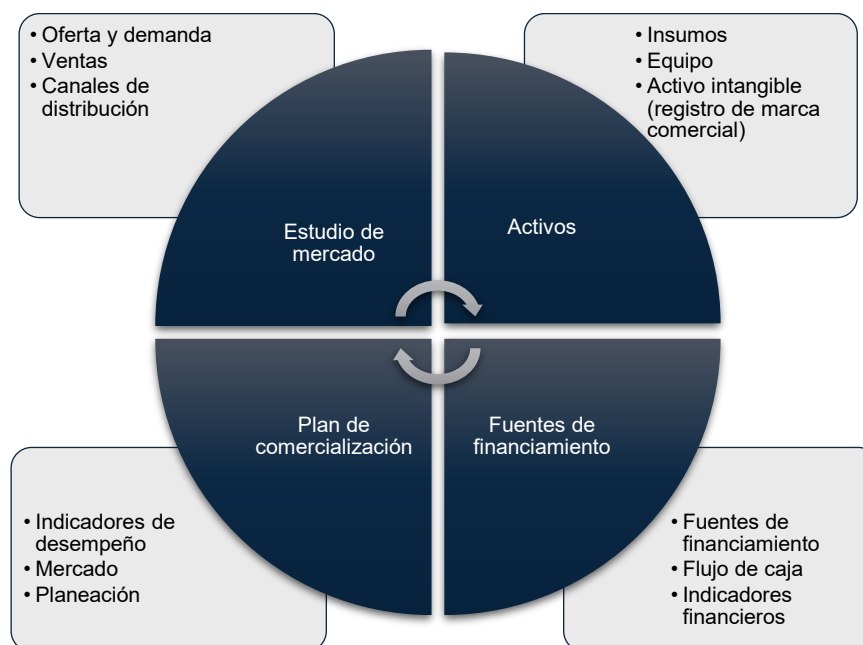 • Oferta y demanda
• Ventas
• Canales de
distribución
• Insumos
• Equipo
• Activo intangible
(registro de marca
comercial)
Estudio de
mercado
Activos
Plan de
comercialización
Fuentes de
financiamiento
• Indicadores de
desempeño
• Mercado
• Planeación
• Fuentes de
financiamiento
• Flujo de caja
• Indicadores
financieros